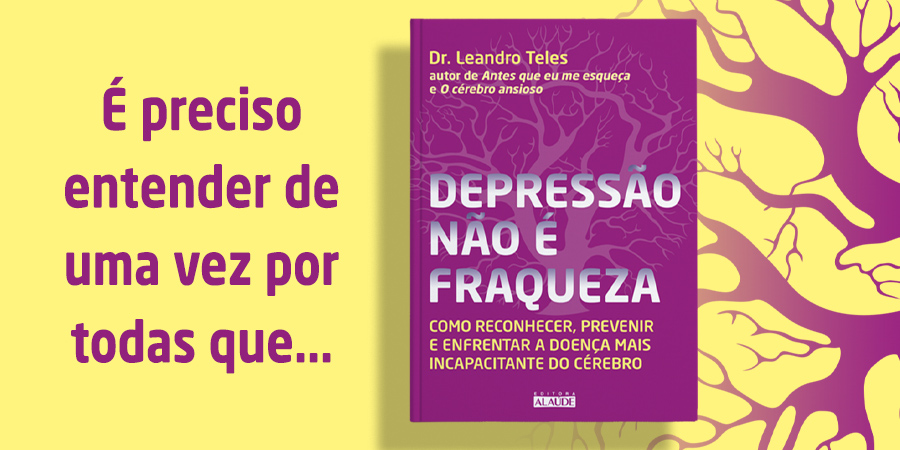 É preciso
entender de
uma vez por
todas que...
Dr. Leandro Teles
autor de Antes que eu me esqueça
e O cérebro ansioso
DEPRESSÃO
NÃO É
FRAQUEZA
COMO RECONHECER, PREVENIR
E ENFRENTAR A DOENÇA MAIS
INCAPACITANTE DO CÉREBRO
EDITORA
ALAÚDE